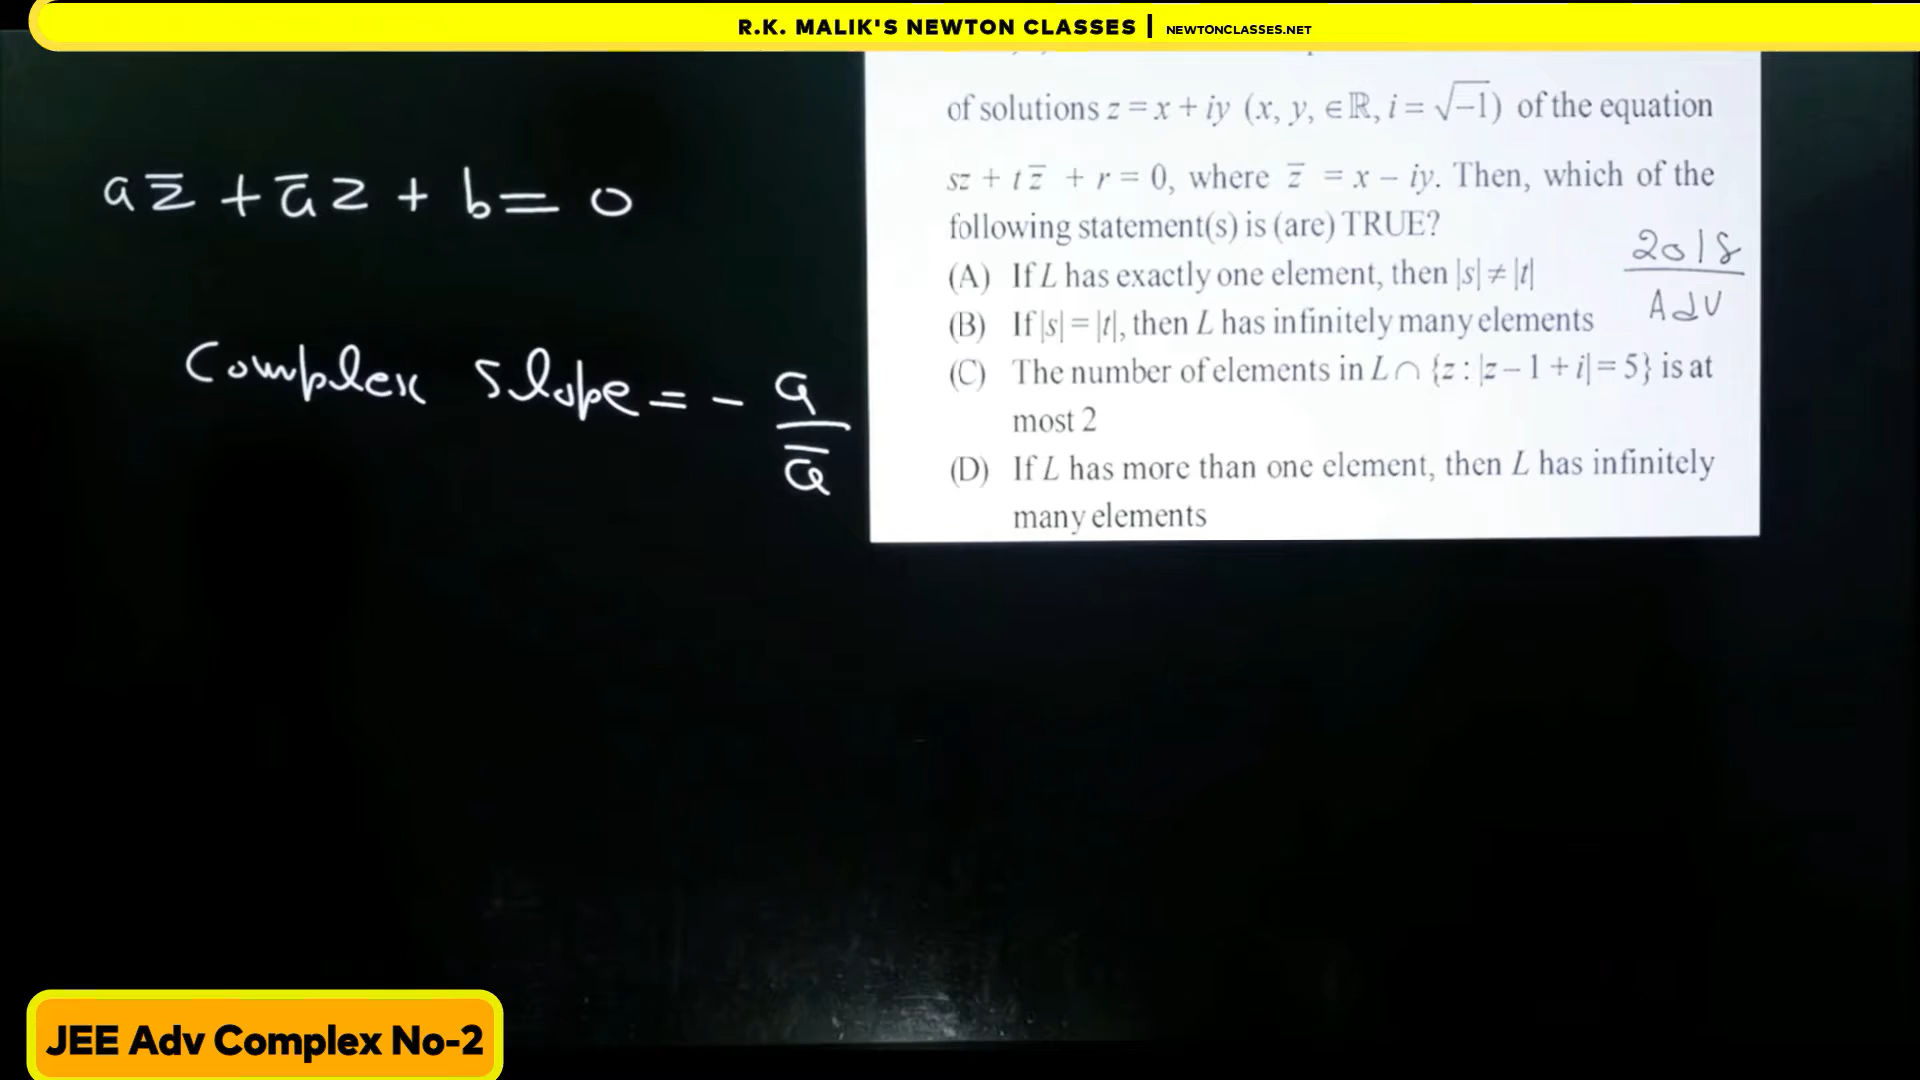 R.K. MALIK'S NEWTON CLASSES | NEWTONCLASSES.NET
a z̅ + a̅ z + b = 0
Complex Slope = - a/a̅
of solutions z = x + iy (x, y, ∈ ℝ, i = √-1) of the equation
sz + t z̅ + r = 0, where z̅ = x – iy. Then, which of the
following statement(s) is (are) TRUE?
2018
Adv
(A) If L has exactly one element, then |s| ≠ |t|
(B) If |s| = |t|, then L has infinitely many elements
(C) The number of elements in L ∩ {z : |z – 1 + i| = 5} is at
most 2
(D) If L has more than one element, then L has infinitely
many elements
JEE Adv Complex No-2